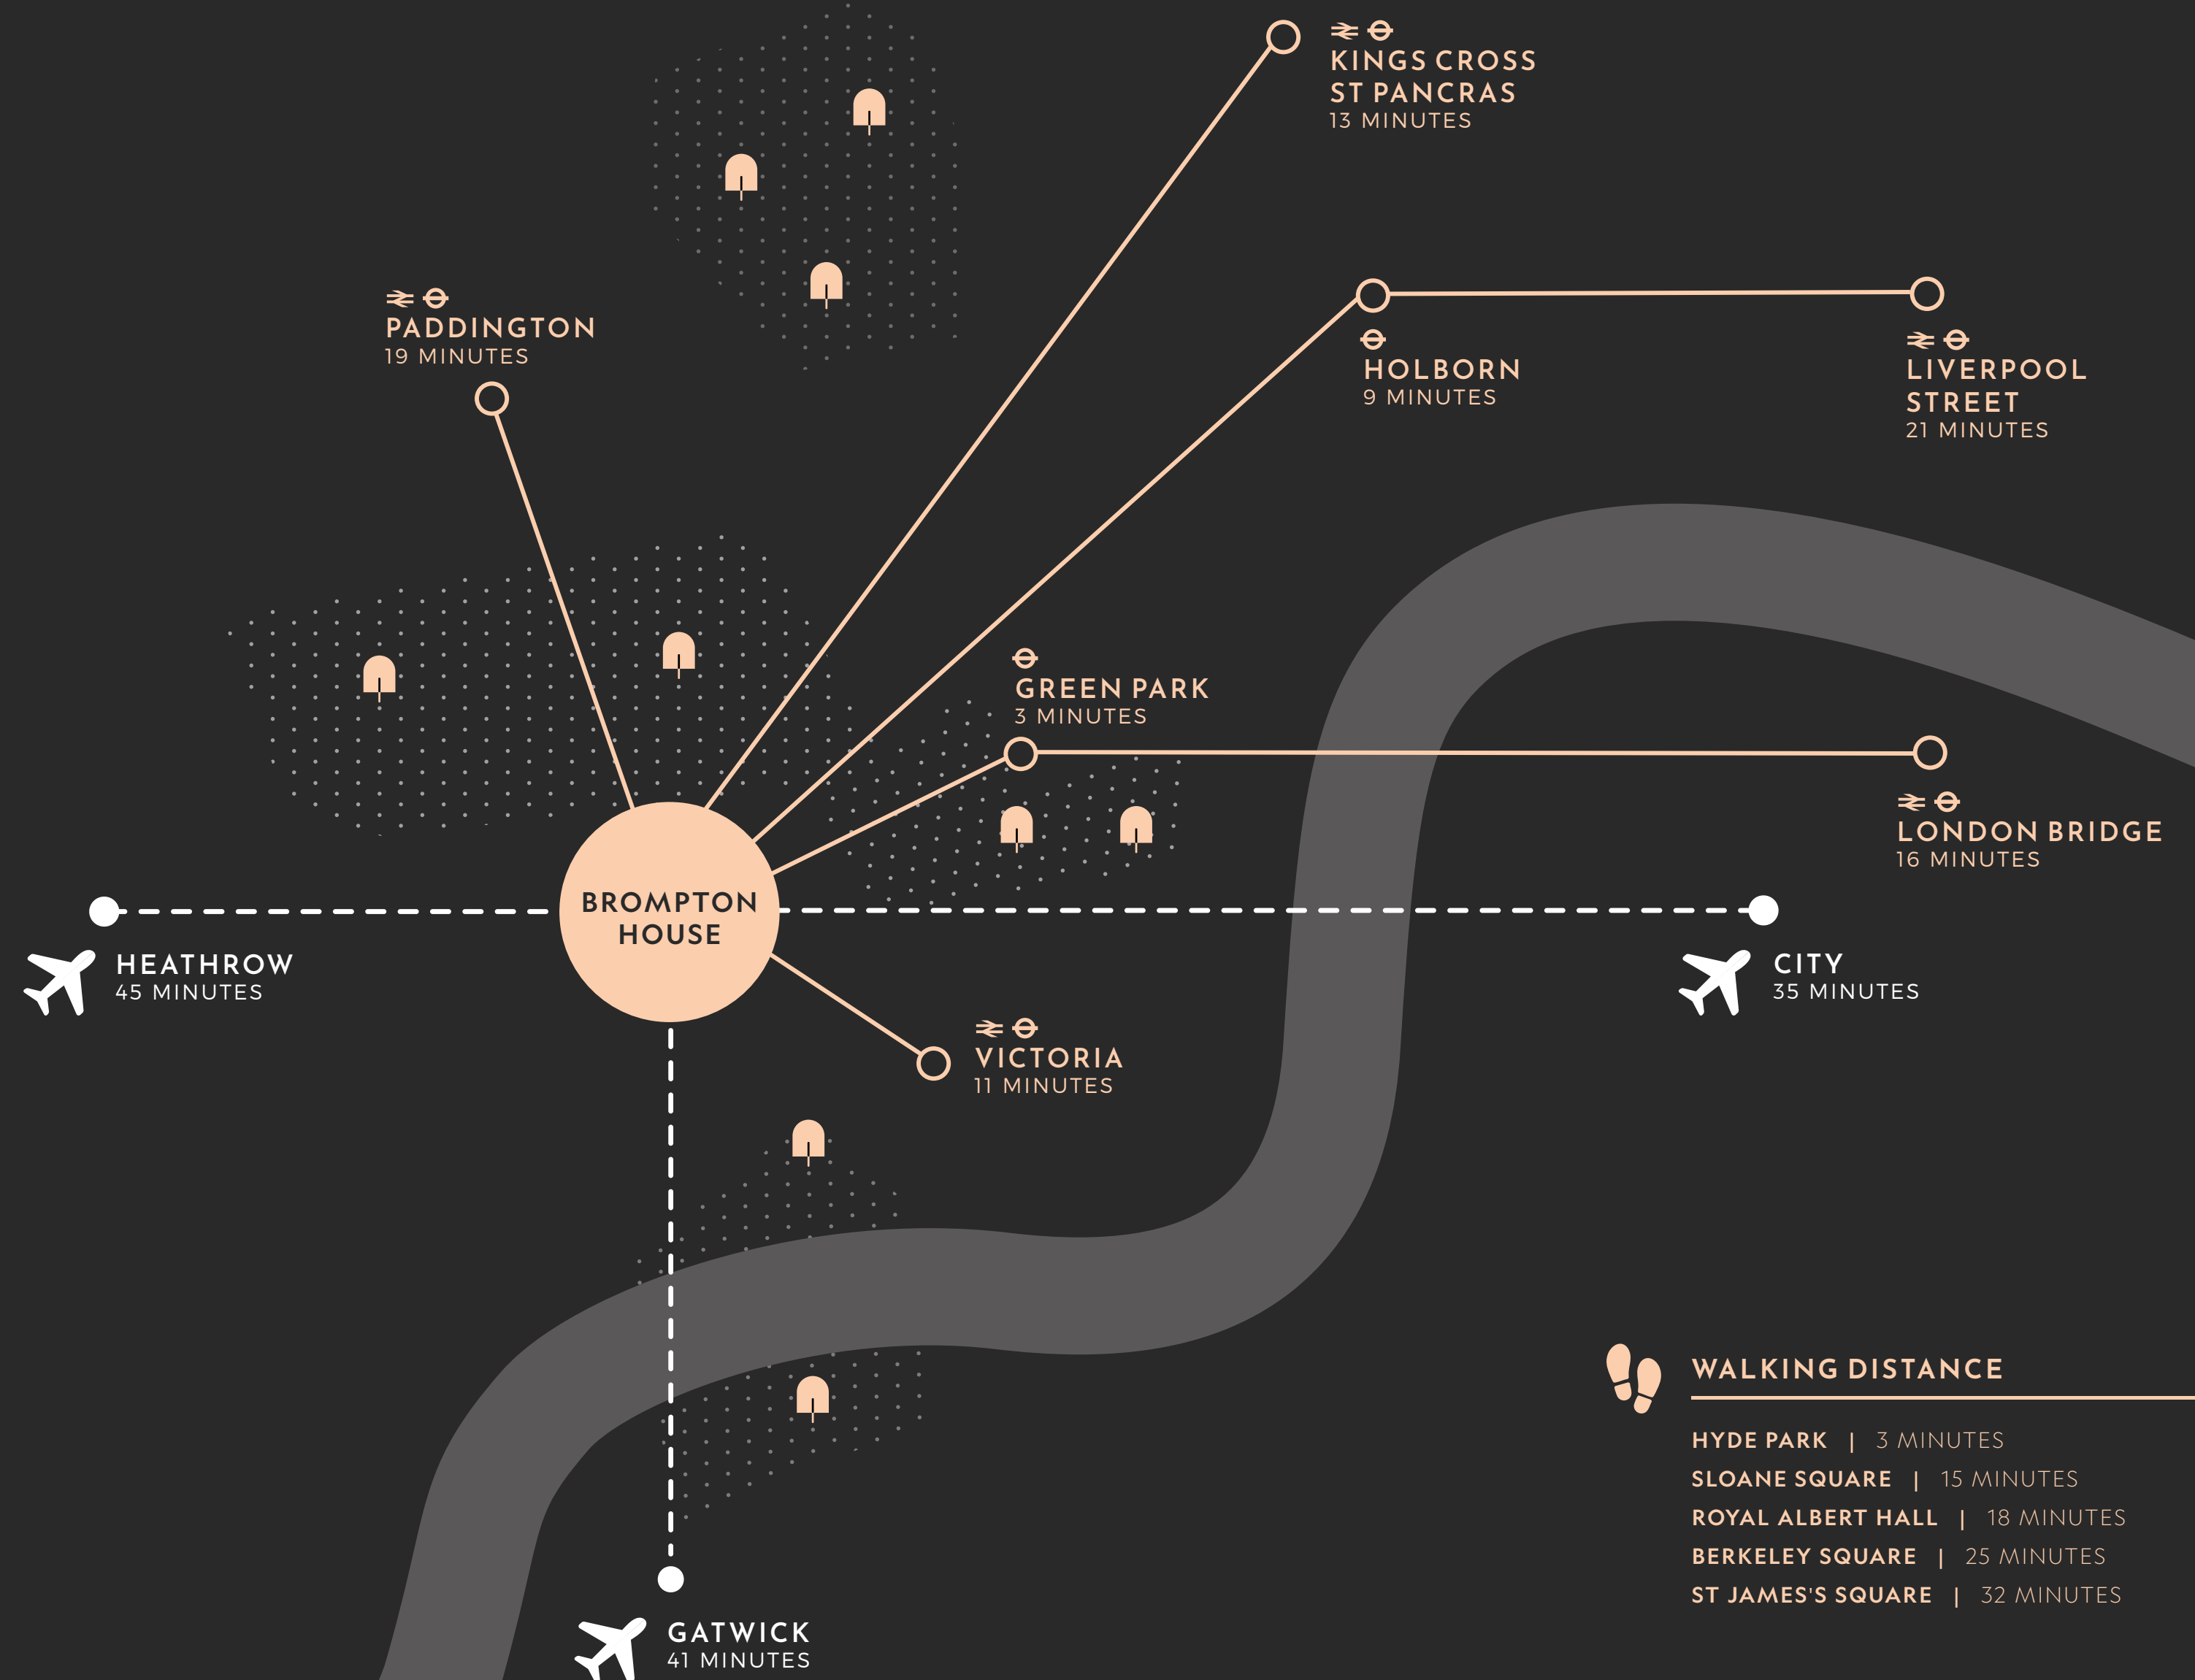 KINGS CROSS
ST PANCRAS
13 MINUTES
PADDINGTON
19 MINUTES
HOLBORN
9 MINUTES
LIVERPOOL
STREET
21 MINUTES
GREEN PARK
3 MINUTES
LONDON BRIDGE
16 MINUTES
BROMPTON
HOUSE
HEATHROW
45 MINUTES
CITY
35 MINUTES
VICTORIA
11 MINUTES
WALKING DISTANCE
HYDE PARK | 3 MINUTES
SLOANE SQUARE | 15 MINUTES
ROYAL ALBERT HALL | 18 MINUTES
BERKELEY SQUARE | 25 MINUTES
ST JAMES'S SQUARE | 32 MINUTES
GATWICK
41 MINUTES